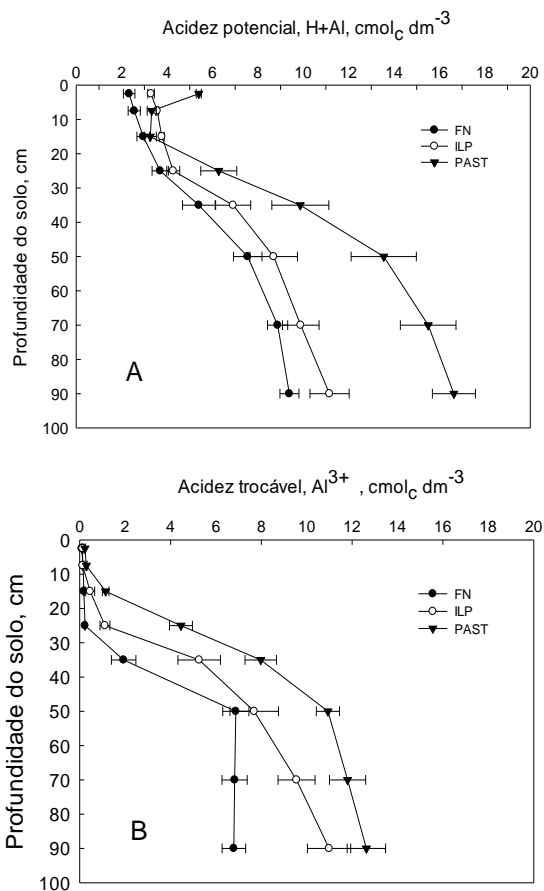 Acidez potencial, H+Al, cmolc dm-3
0 2 4 6 8 10 12 14 16 18 20
0
10
20
30
40
50
60
70
80
90
100
Profundidade do solo, cm
FN
ILP
PAST
A
Acidez trocável, Al3+ , cmolc dm-3
0 2 4 6 8 10 12 14 16 18 20
0
10
20
30
40
50
60
70
80
90
100
Profundidade do solo, cm
FN
ILP
PAST
B